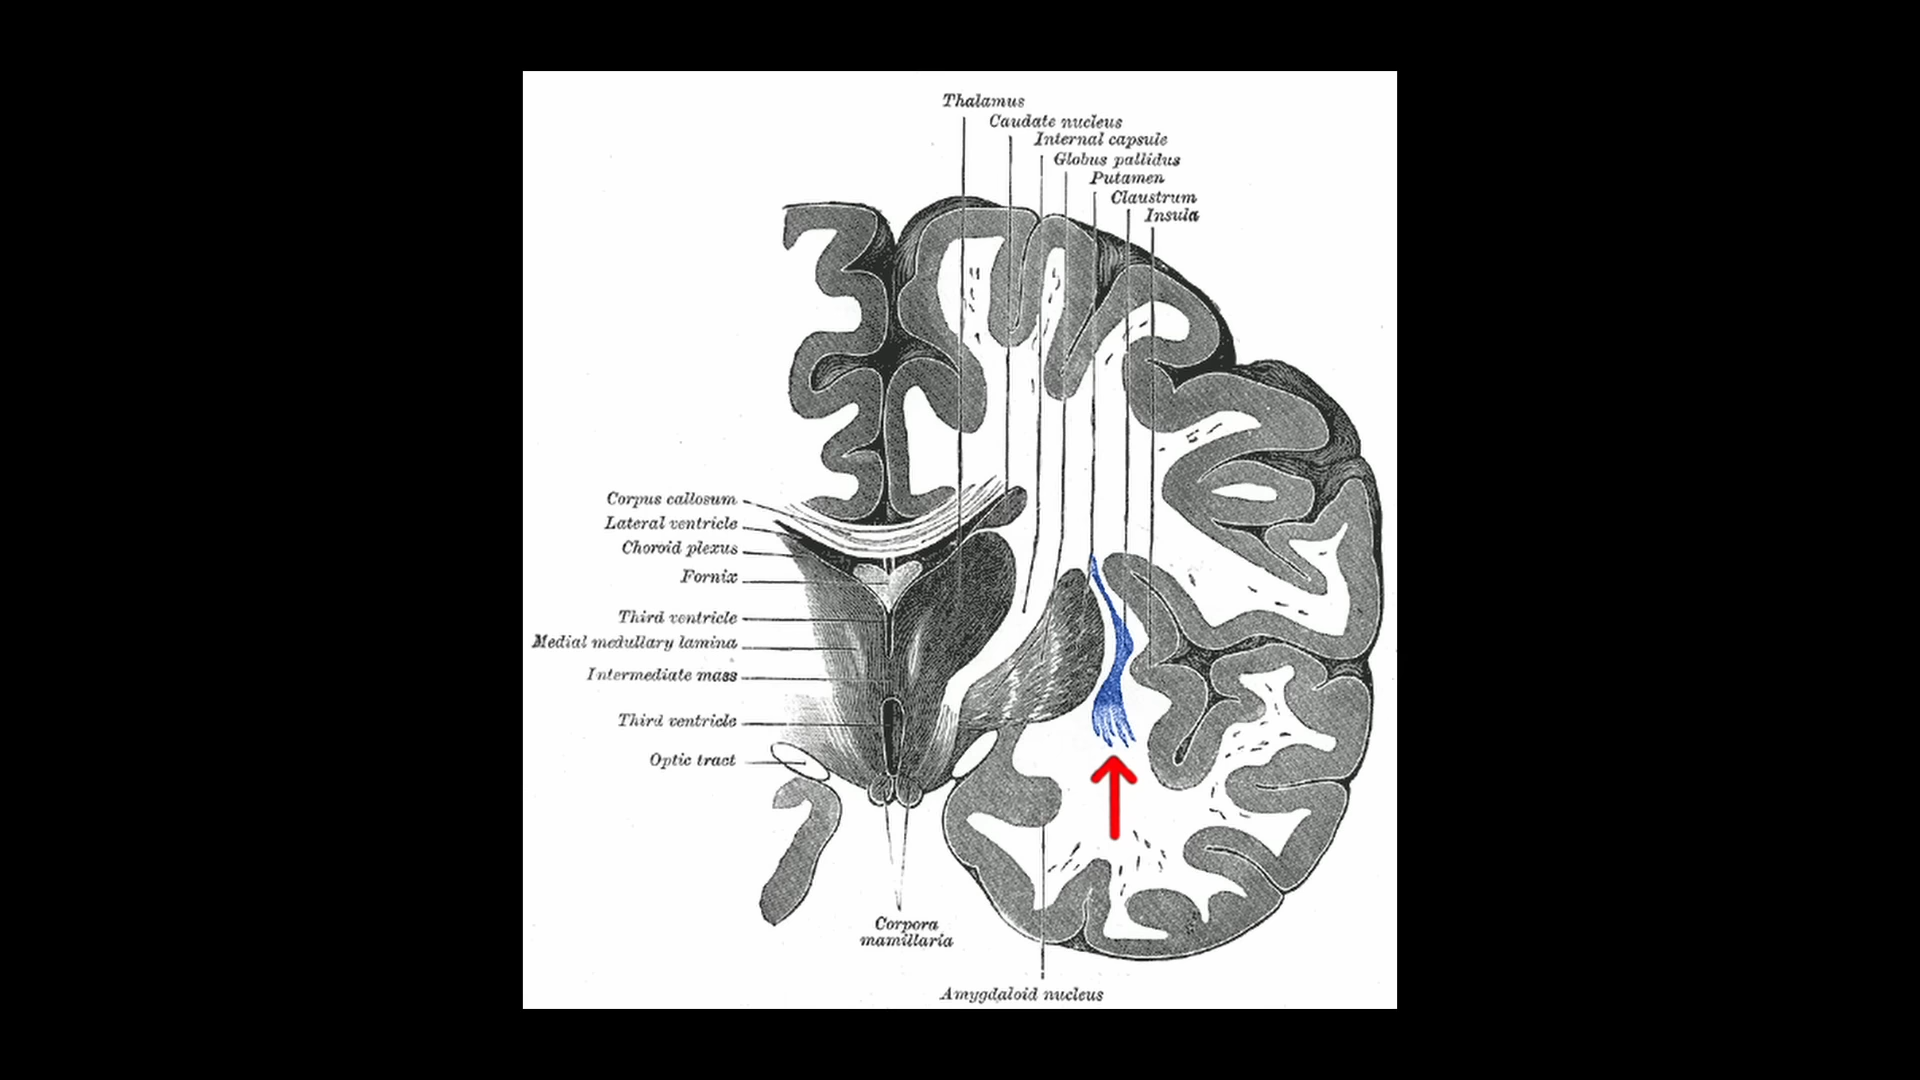 Thalamus
Caudate nucleus
Internal capsule
Globus pallidus
Putamen
Claustrum
Insula
Corpus callosum
Lateral ventricle
Choroid plexus
Fornix
Third ventricle
Medial medullary lamina
Intermediate mass
Third ventricle
Optic tract
Corpora
mamillaria
Amygdaloid nucleus